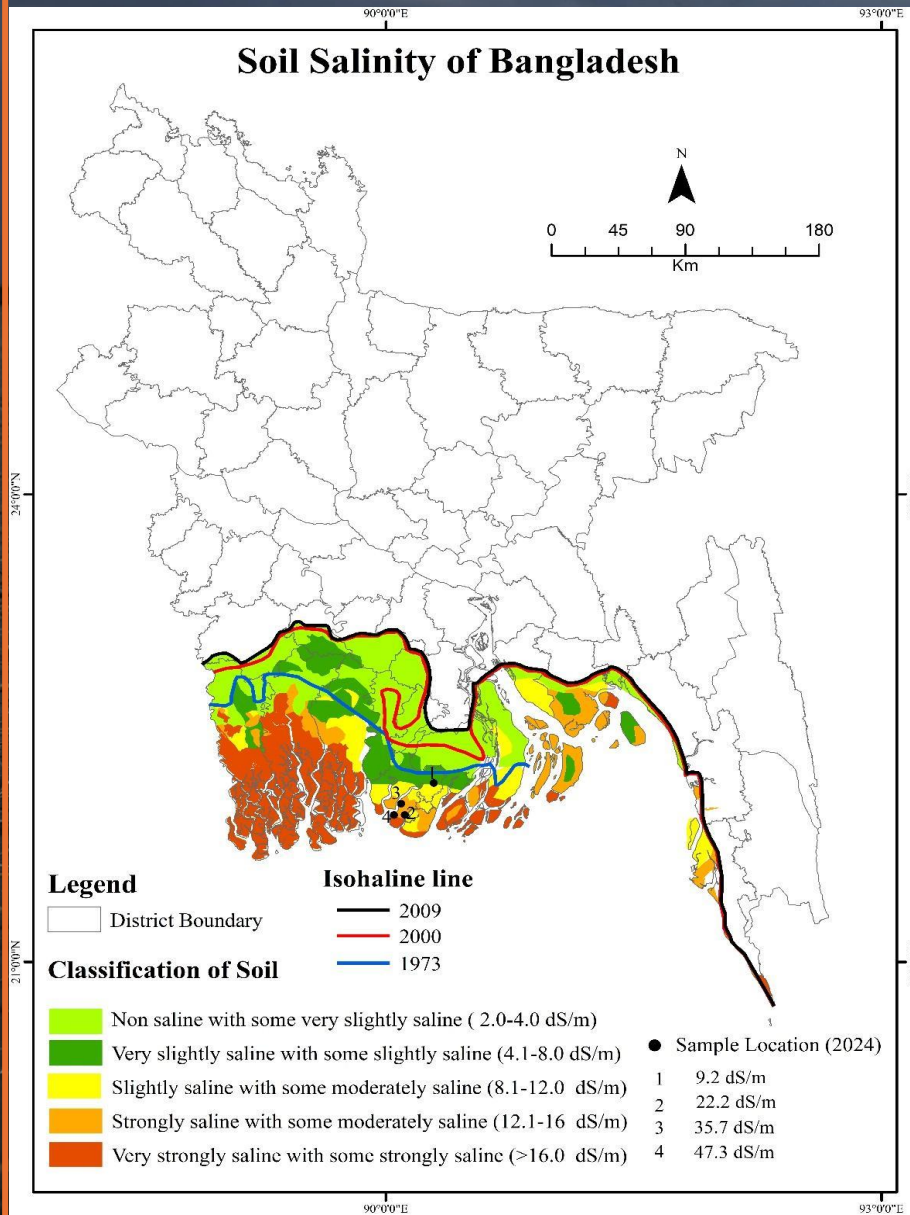 90°0'0"E
93°0'0"E
Soil Salinity of Bangladesh
N
0 45 90 180
Km
24°0'0"N
1
3
4 2
21°0'0"N
Legend
District Boundary
Isohaline line
2009
2000
1973
Classification of Soil
Non saline with some very slightly saline ( 2.0-4.0 dS/m)
Very slightly saline with some slightly saline (4.1-8.0 dS/m)
Slightly saline with some moderately saline (8.1-12.0 dS/m)
Strongly saline with some moderately saline (12.1-16 dS/m)
Very strongly saline with some strongly saline (>16.0 dS/m)
Sample Location (2024)
1 9.2 dS/m
2 22.2 dS/m
3 35.7 dS/m
4 47.3 dS/m
90°0'0"E
93°0'0"E